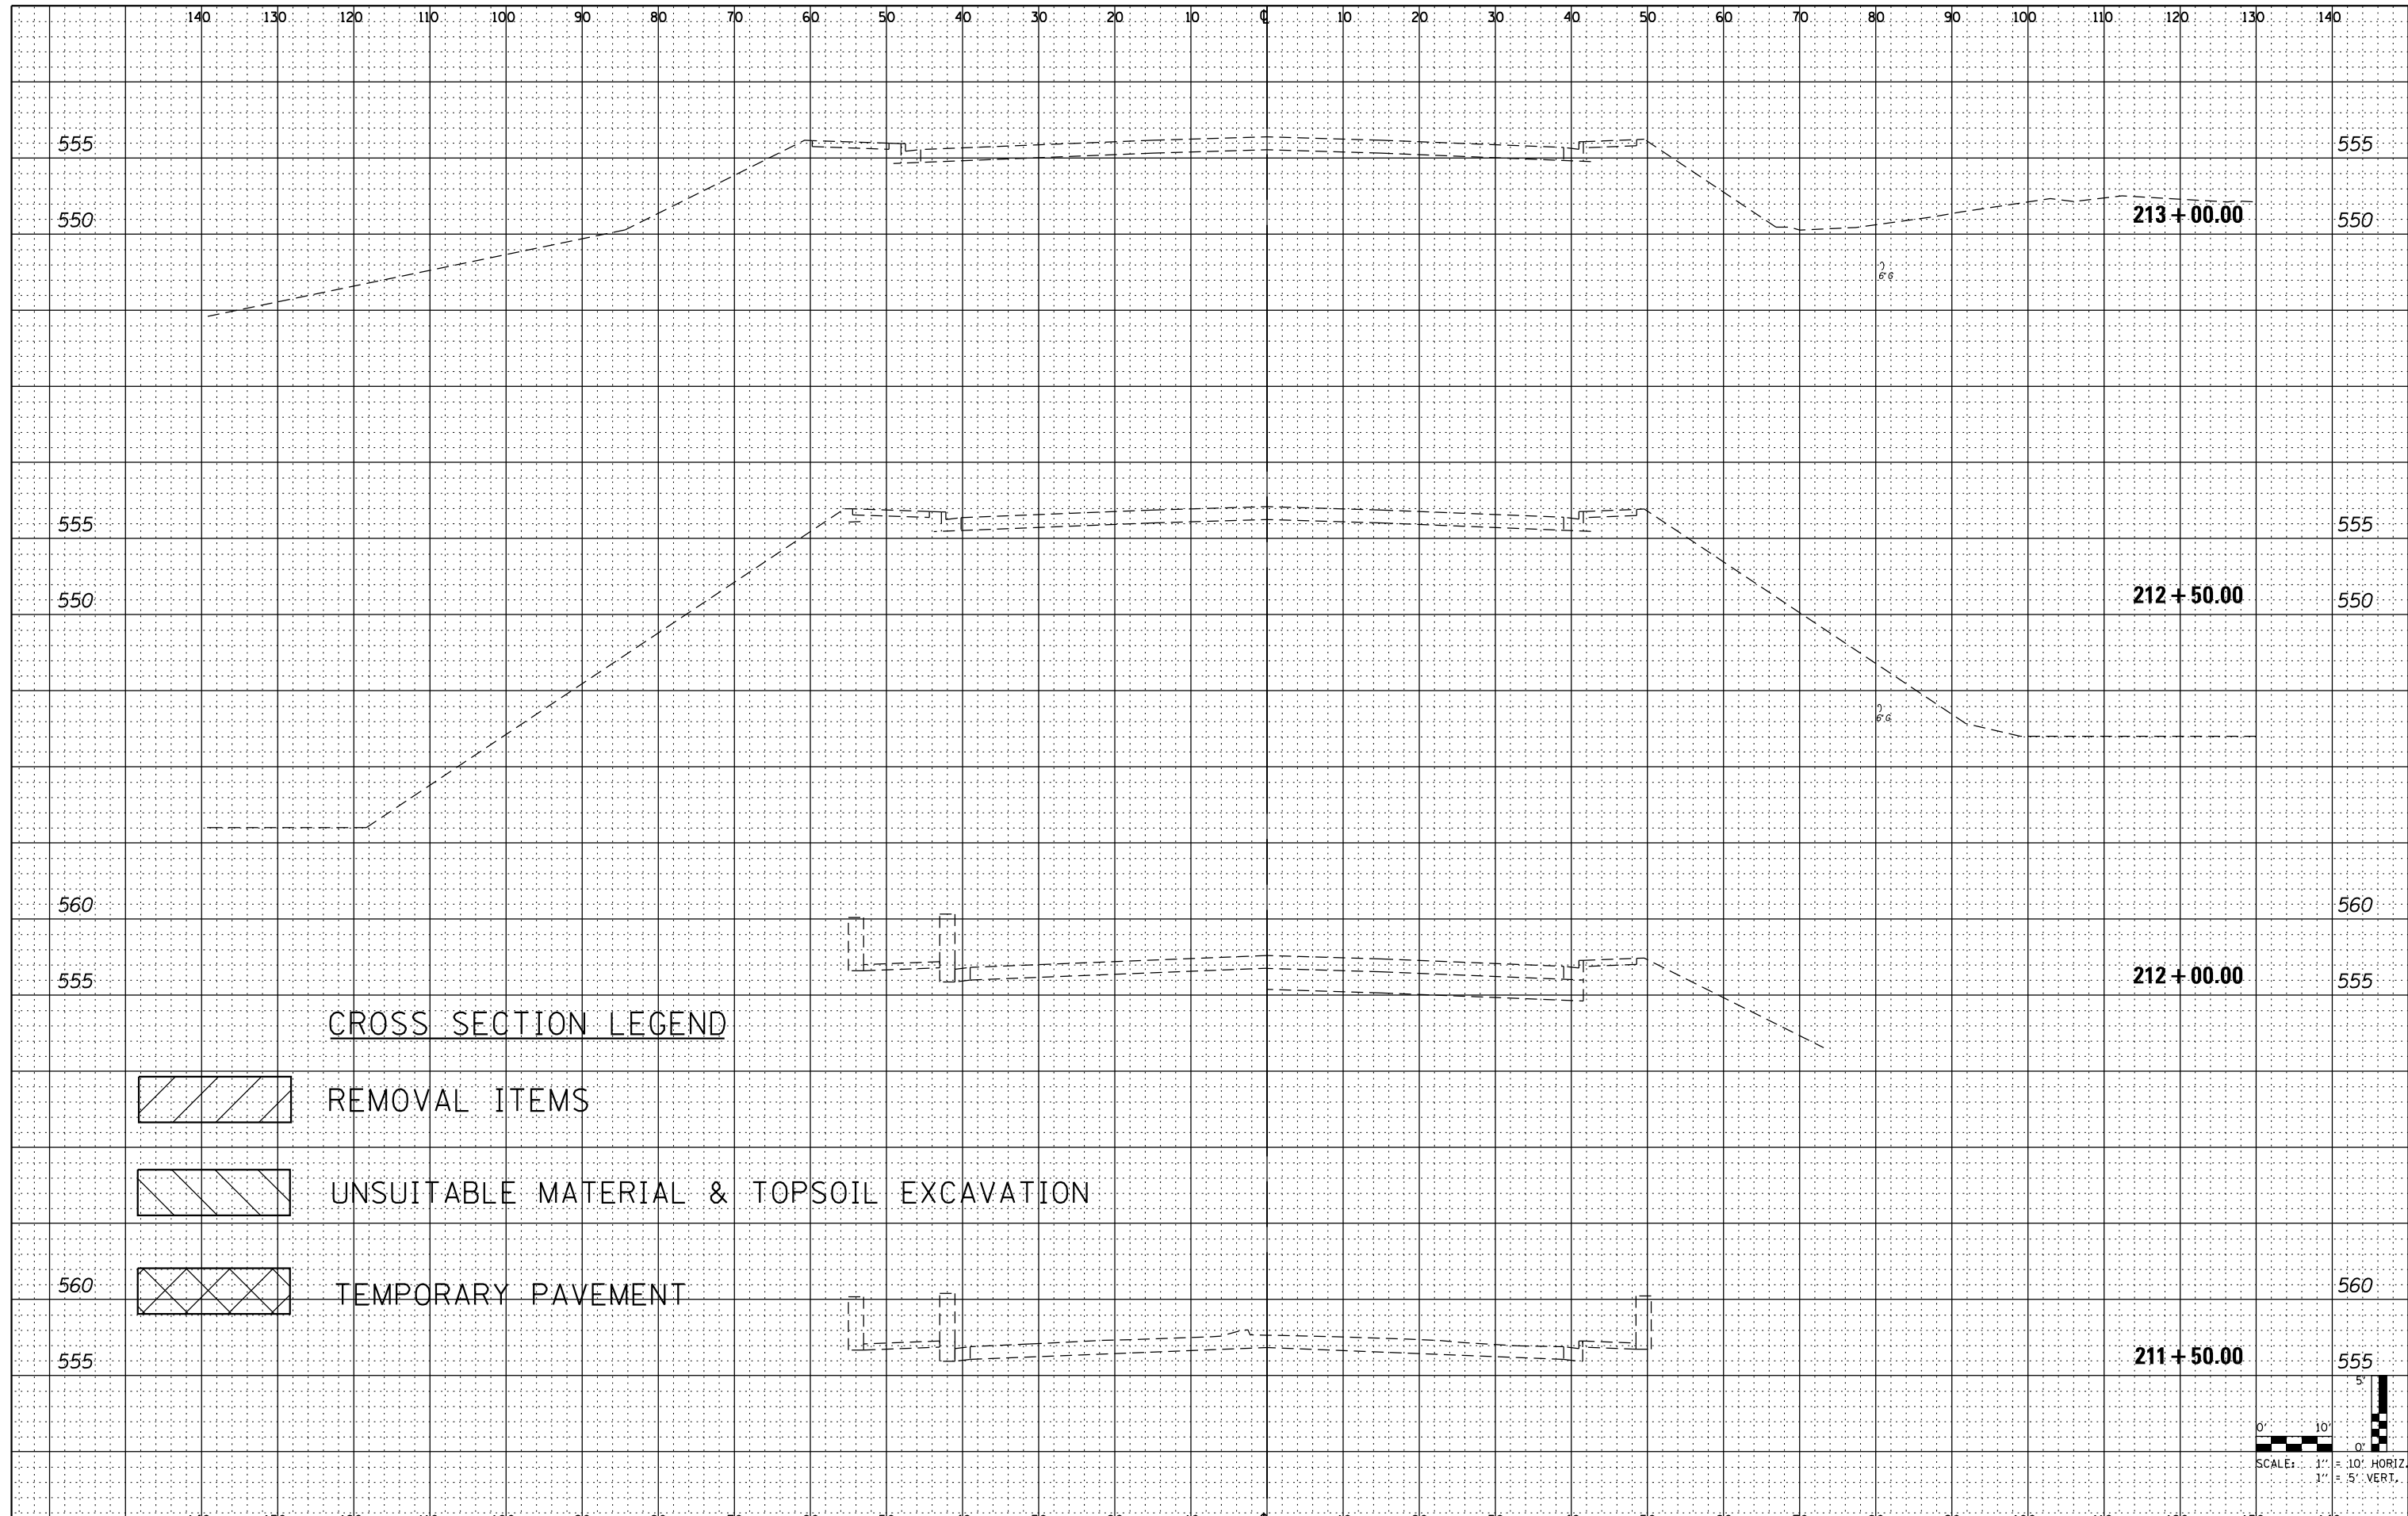 140 130 120 110 100 90 80 70 60 50 40 30 20 10 ℄ 10 20 30 40 50 60 70 80 90 100 110 120 130 140
555 555
550 213+00.00 550
6"G
555 555
550 212+50.00 550
6"G
560 560
555 212+00.00 555
CROSS SECTION LEGEND
REMOVAL ITEMS
UNSUITABLE MATERIAL & TOPSOIL EXCAVATION
560 TEMPORARY PAVEMENT 560
555 211+50.00 555
5'
0' 10'
0'
SCALE: 1" = 10' HORIZ.
1" = 5' VERT.